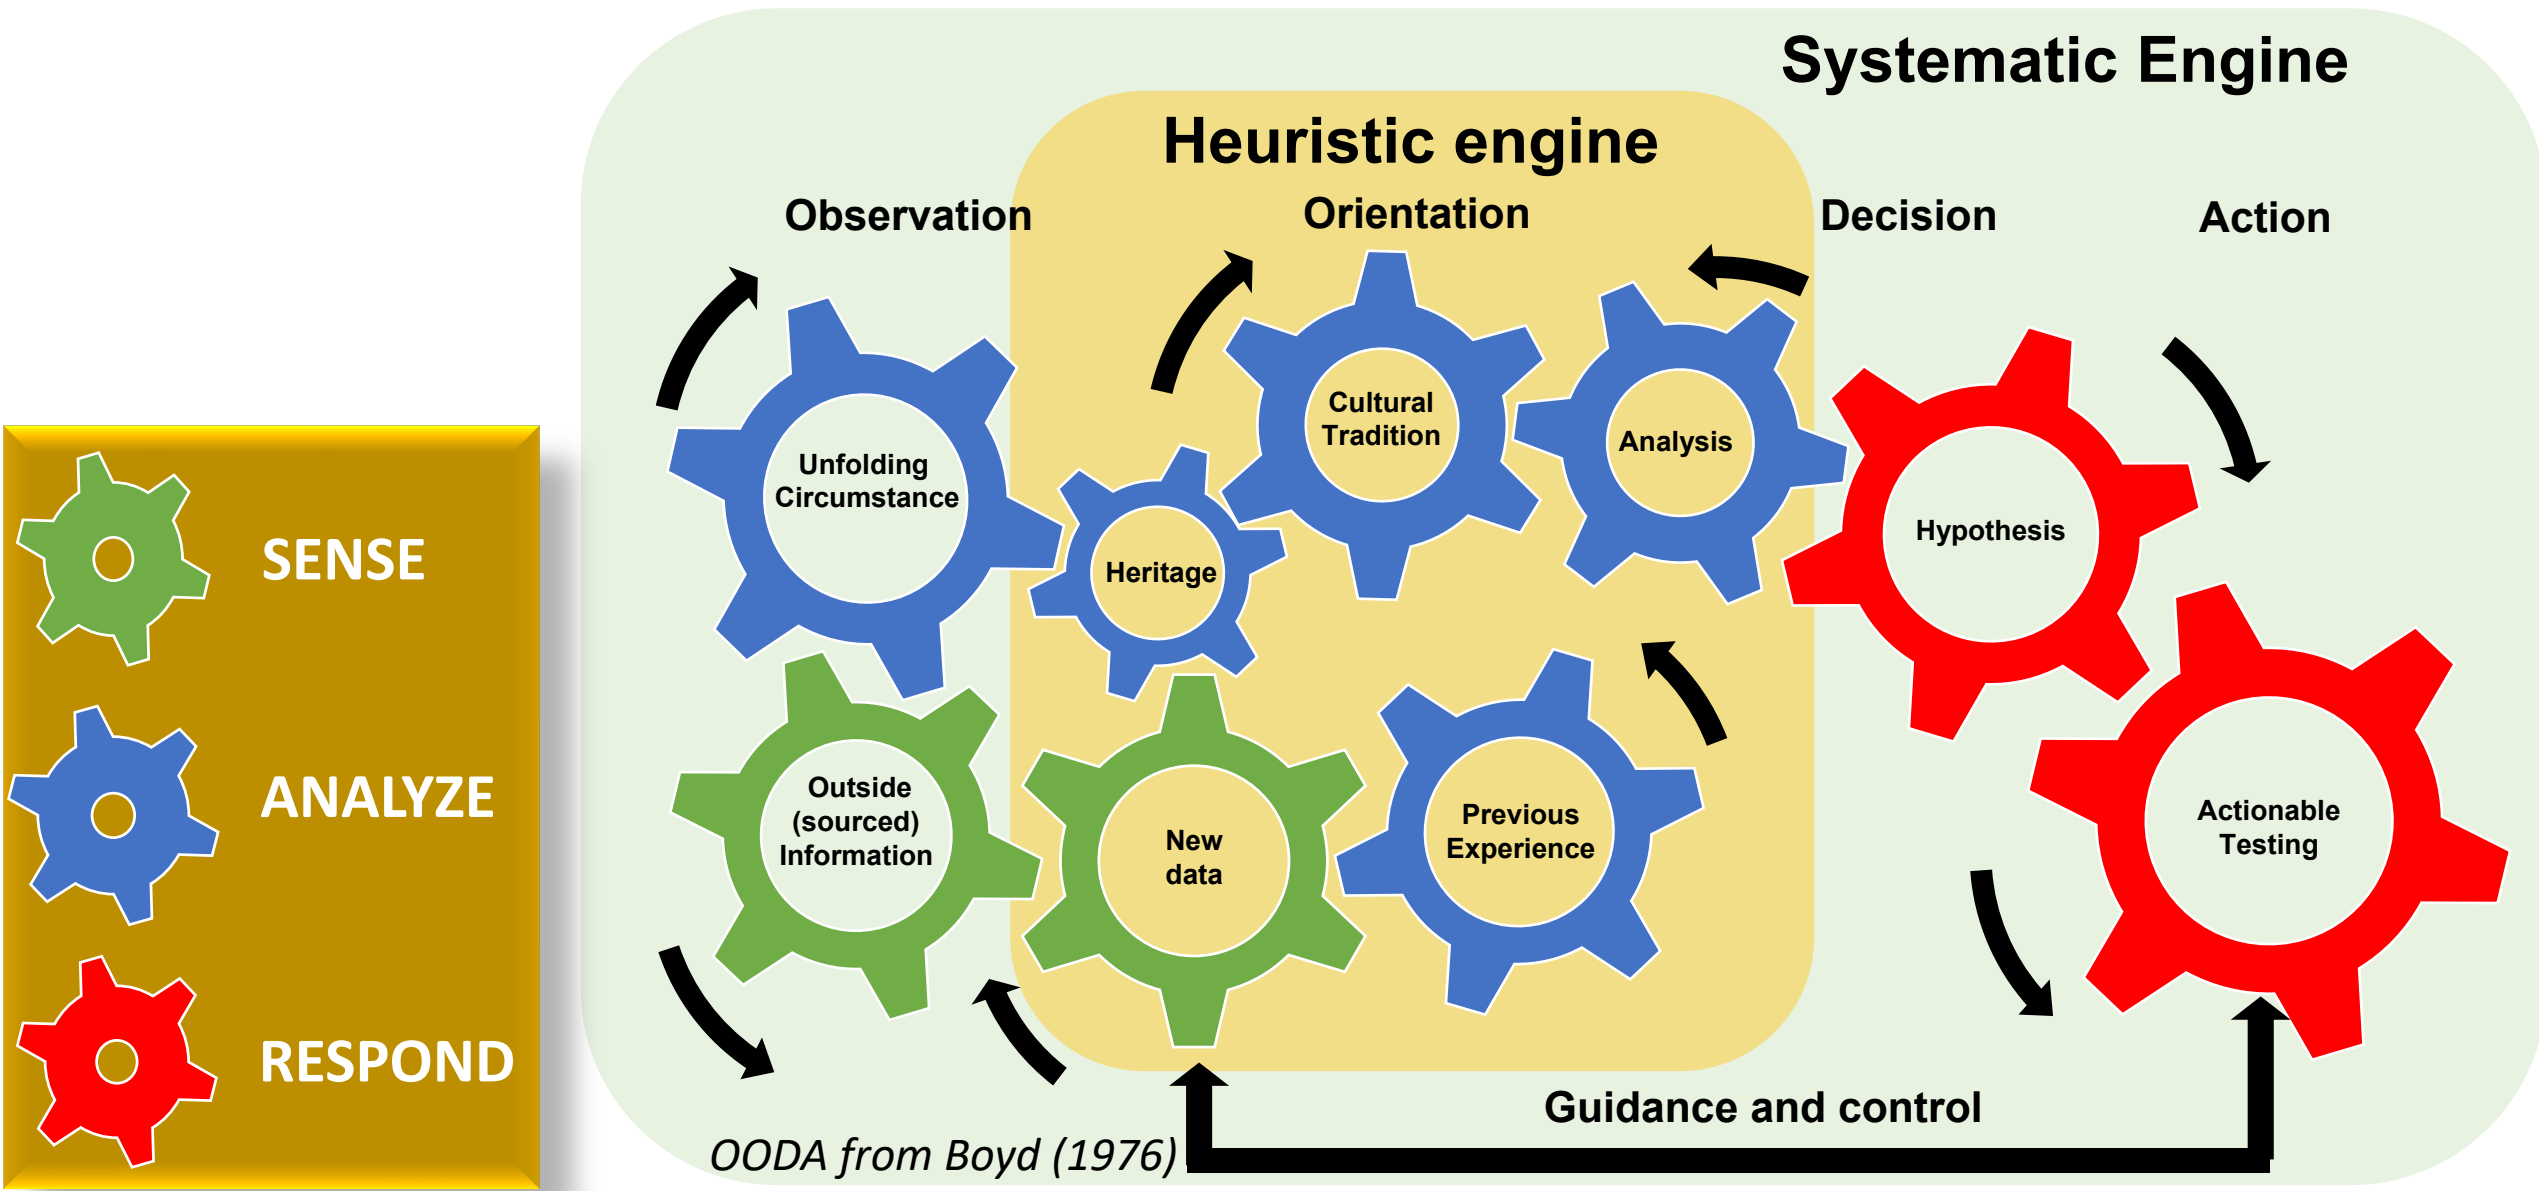 Systematic Engine
Heuristic engine
Observation
Orientation
Decision
Action
Unfolding
Circumstance
Heritage
Cultural
Tradition
Analysis
Hypothesis
Outside
(sourced)
Information
New
data
Previous
Experience
Actionable
Testing
Guidance and control
OODA from Boyd (1976)
SENSE
ANALYZE
RESPOND